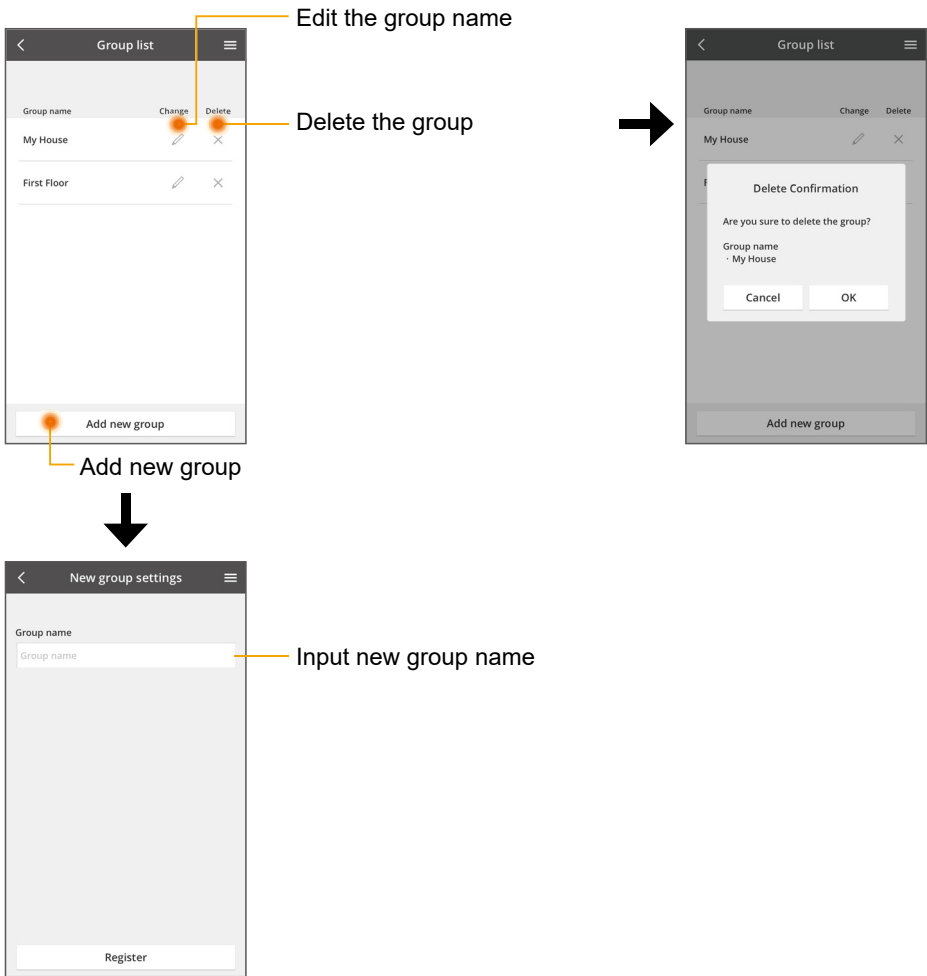 Edit the group name
Group list
Group name Change Delete
Delete the group
My House
First Floor
Add new group
Add new group
Group list
Group name Change Delete
My House
F
Delete Confirmation
Are you sure to delete the group?
Group name
· My House
Cancel OK
Add new group
New group settings
Group name
Group name
Input new group name
Register